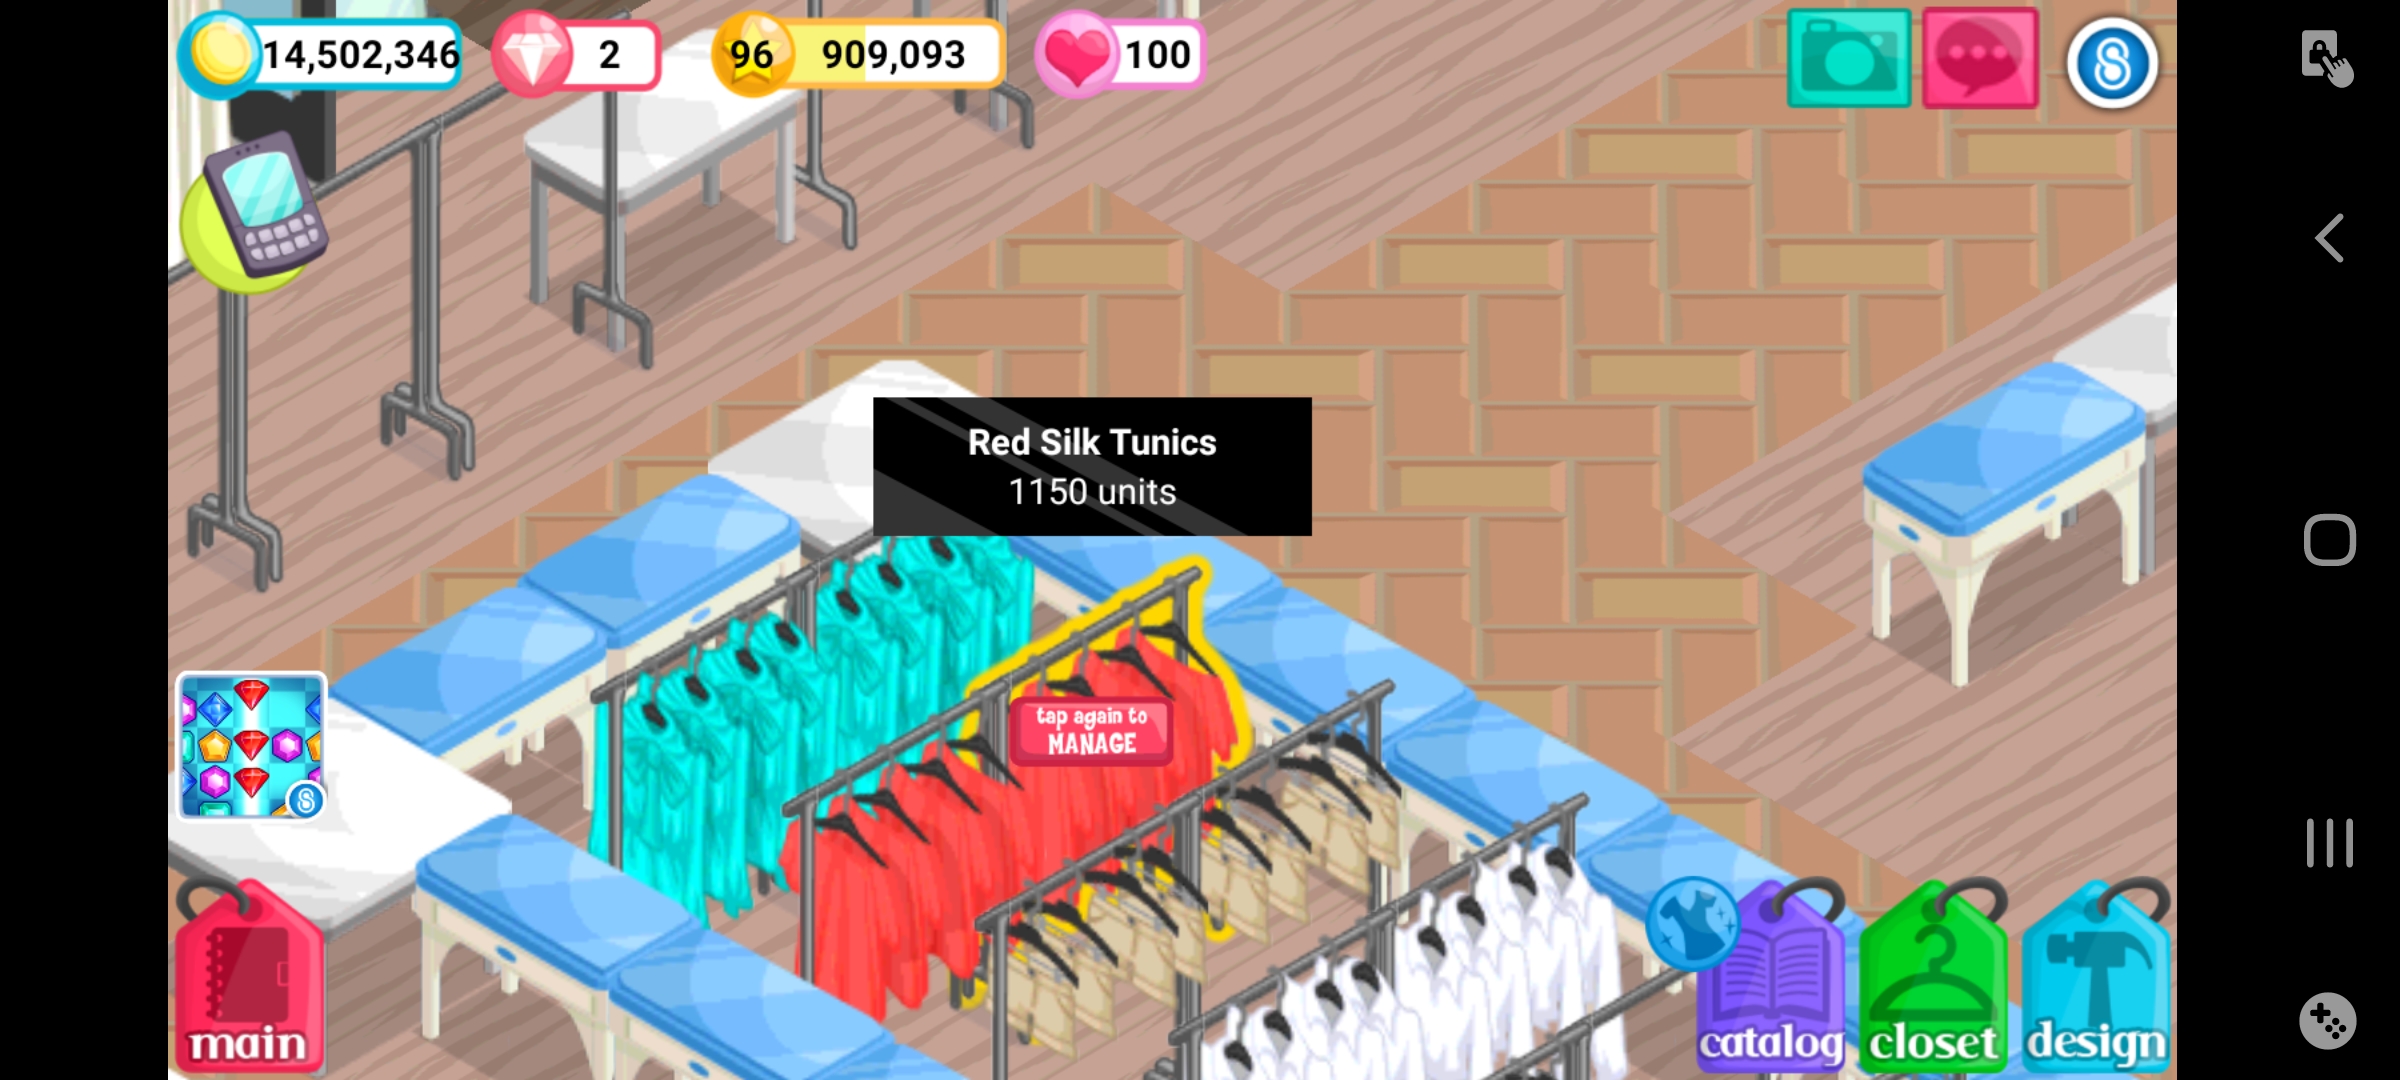 14,502,346
2
96
909,093
100
Red Silk Tunics
1150 units
tap again to
MANAGE
main
catalog
closet
design